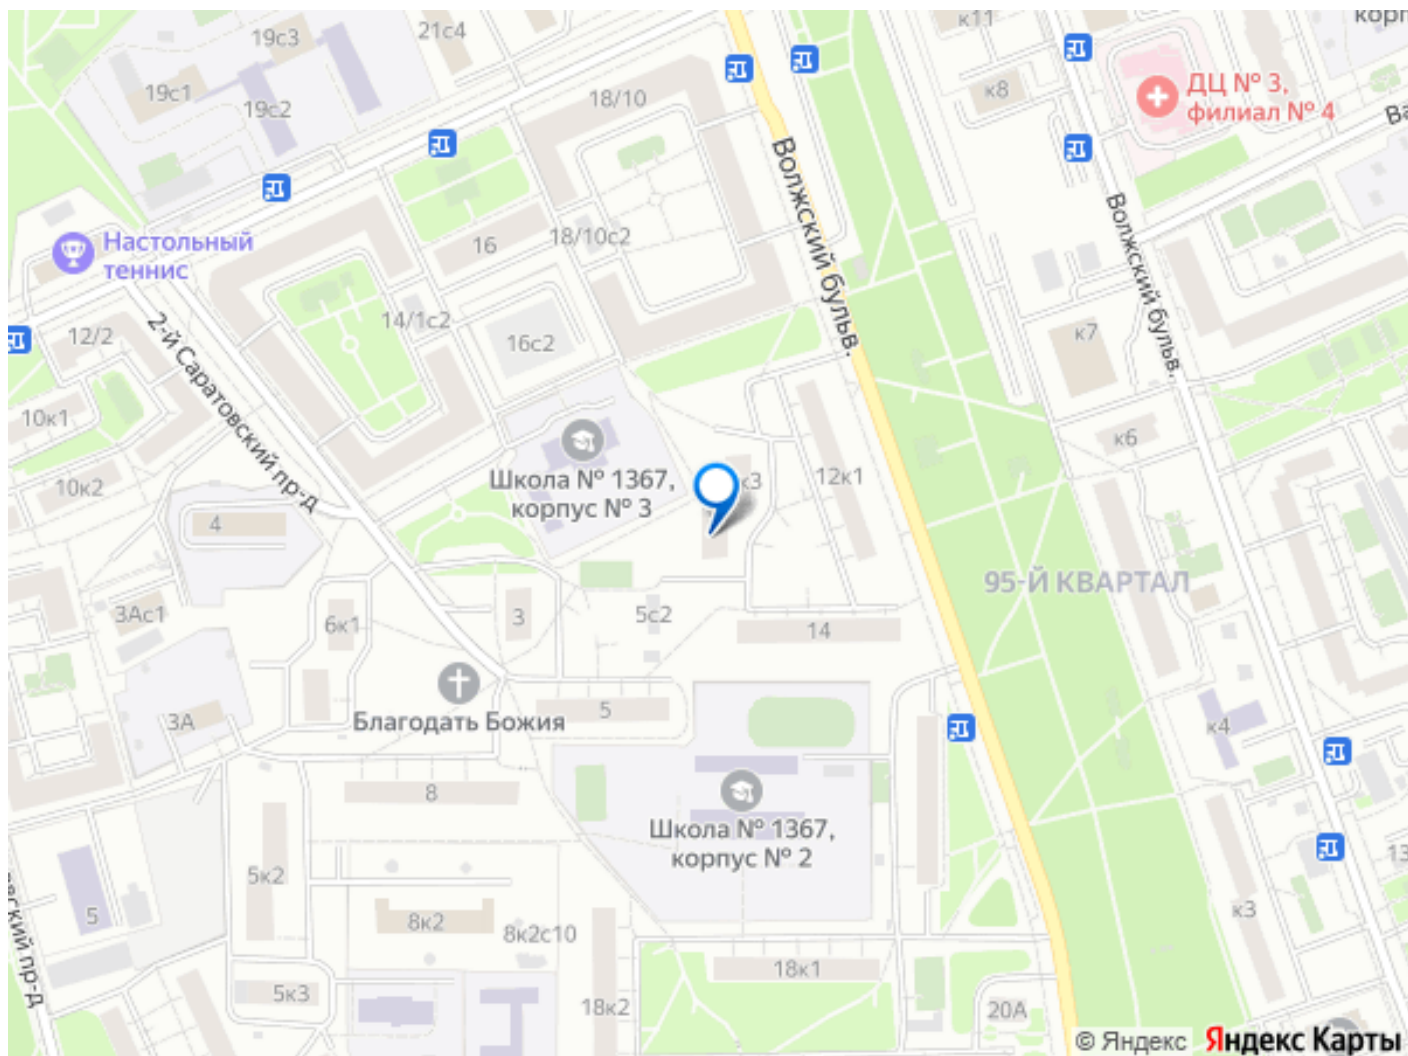 к11
корп
19с3
21с4
19с1
19с2
18/10
к8
ДЦ № 3,
филиал № 4
Ва
Волжский бульв.
Волжский бульв.
Настольный
теннис
16
18/10с2
2-й Саратовский пр-д
12/2
14/1с2
16с2
к7
10к1
к6
10к2
Школа № 1367,
корпус № 3
к3
12к1
4
95-Й КВАРТАЛ
3Ас1
6к1
3
5с2
14
3А
Благодать Божия
5
к4
8
Школа № 1367,
корпус № 2
13
5к2
5
8к2
8к2с10
к3
вский пр-д
5к3
18к2
18к1
20А
© Яндекс
Яндекс Карты